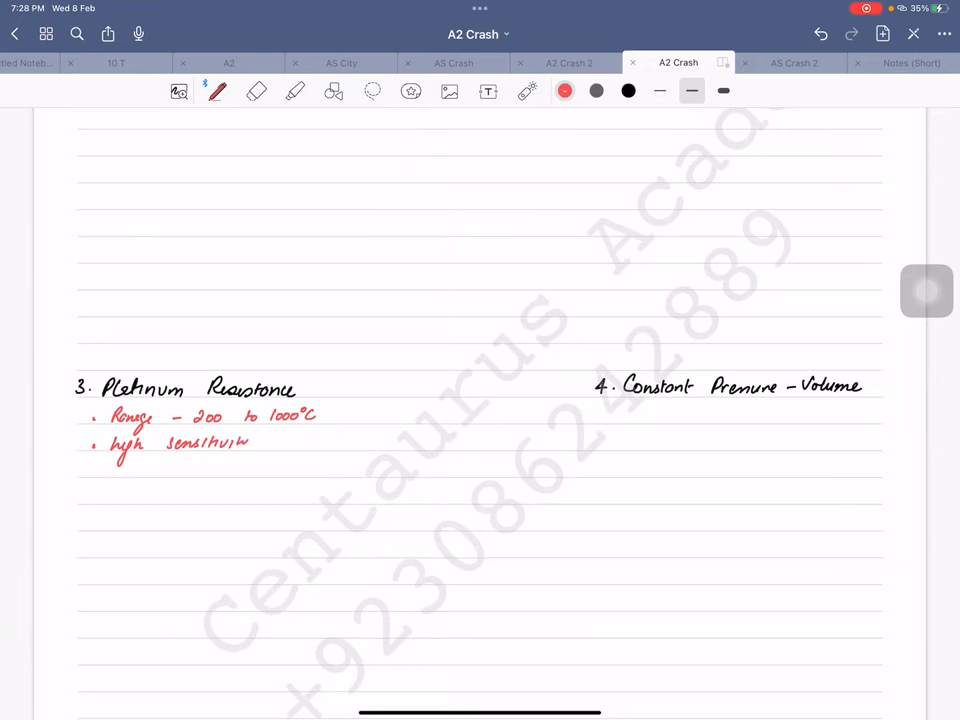 7:28 PM Wed 8 Feb
35%
A2 Crash
tled Noteb...
10 T
A2
AS City
AS Crash
A2 Crash 2
A2 Crash
AS Crash 2
Notes (Short)
Centaurus Acade
+923086242889
3. Platinum Resistance
4. Constant Pressure - Volume
• Range - 200 to 1000°C
• high sensitiviy